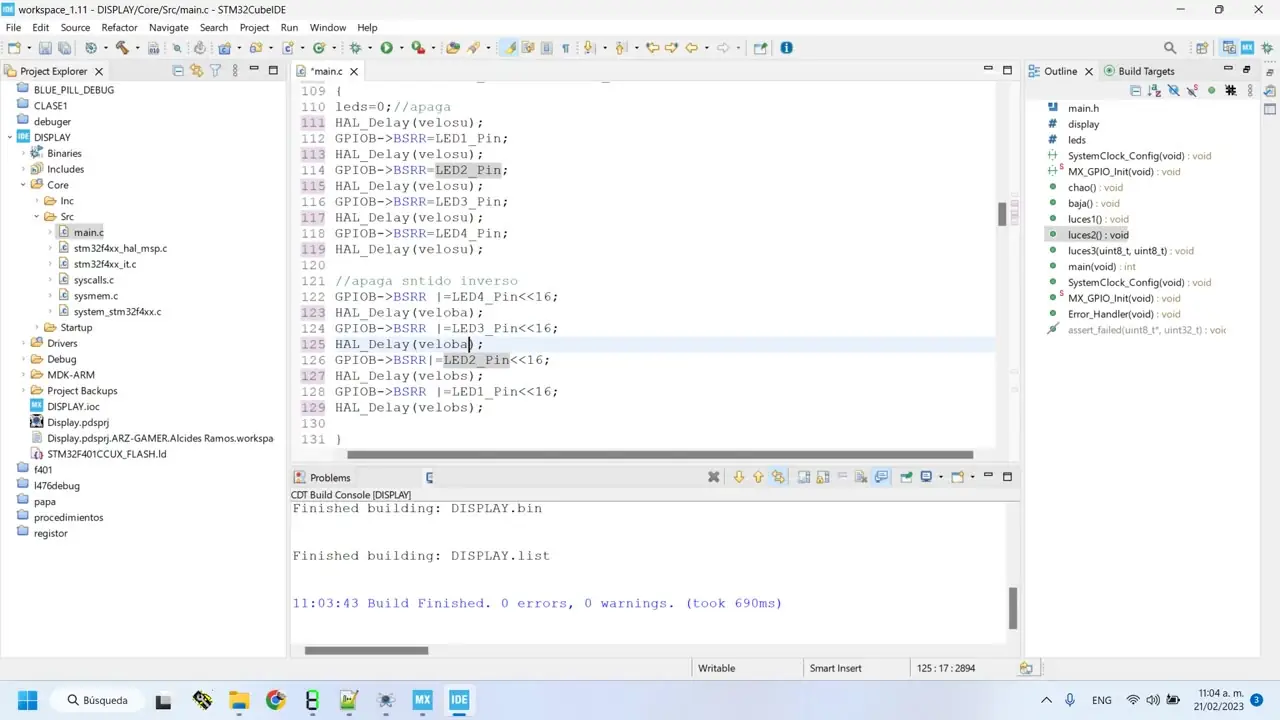 workspace_1.11 - DISPLAY/Core/Src/main.c - STM32CubeIDE
File Edit Source Refactor Navigate Search Project Run Window Help
Project Explorer
BLUE_PILL_DEBUG
CLASE1
debuger
DISPLAY
Binaries
Includes
Core
Inc
Src
main.c
stm32f4xx_hal_msp.c
stm32f4xx_it.c
syscalls.c
sysmem.c
system_stm32f4xx.c
Startup
Drivers
Debug
MDK-ARM
Project Backups
DISPLAY.ioc
Display.pdsprj
Display.pdsprj.ARZ-GAMER.Alcides Ramos.workspa
STM32F401CCUX_FLASH.ld
f401
l476debug
papa
procedimientos
registor
*main.c
109 {
110 leds=0;//apaga
111 HAL_Delay(velosu);
112 GPIOB->BSRR=LED1_Pin;
113 HAL_Delay(velosu);
114 GPIOB->BSRR=LED2_Pin;
115 HAL_Delay(velosu);
116 GPIOB->BSRR=LED3_Pin;
117 HAL_Delay(velosu);
118 GPIOB->BSRR=LED4_Pin;
119 HAL_Delay(velosu);
120
121 //apaga sntido inverso
122 GPIOB->BSRR |=LED4_Pin<<16;
123 HAL_Delay(veloba);
124 GPIOB->BSRR |=LED3_Pin<<16;
125 HAL_Delay(veloba);
126 GPIOB->BSRR|=LED2_Pin<<16;
127 HAL_Delay(velobs);
128 GPIOB->BSRR |=LED1_Pin<<16;
129 HAL_Delay(velobs);
130
131 }
Problems
CDT Build Console [DISPLAY]
Finished building: DISPLAY.bin
Finished building: DISPLAY.list
11:03:43 Build Finished. 0 errors, 0 warnings. (took 690ms)
Outline
Build Targets
main.h
display
leds
SystemClock_Config(void) : void
MX_GPIO_Init(void) : void
chao() : void
baja() : void
luces1() : void
luces2() : void
luces3(uint8_t, uint8_t) : void
main(void) : int
SystemClock_Config(void) : void
MX_GPIO_Init(void) : void
Error_Handler(void) : void
assert_failed(uint8_t*, uint32_t) : voic
Writable
Smart Insert
125 : 17 : 2894
Búsqueda
MX
IDE
ENG
11:04 a. m.
21/02/2023
3